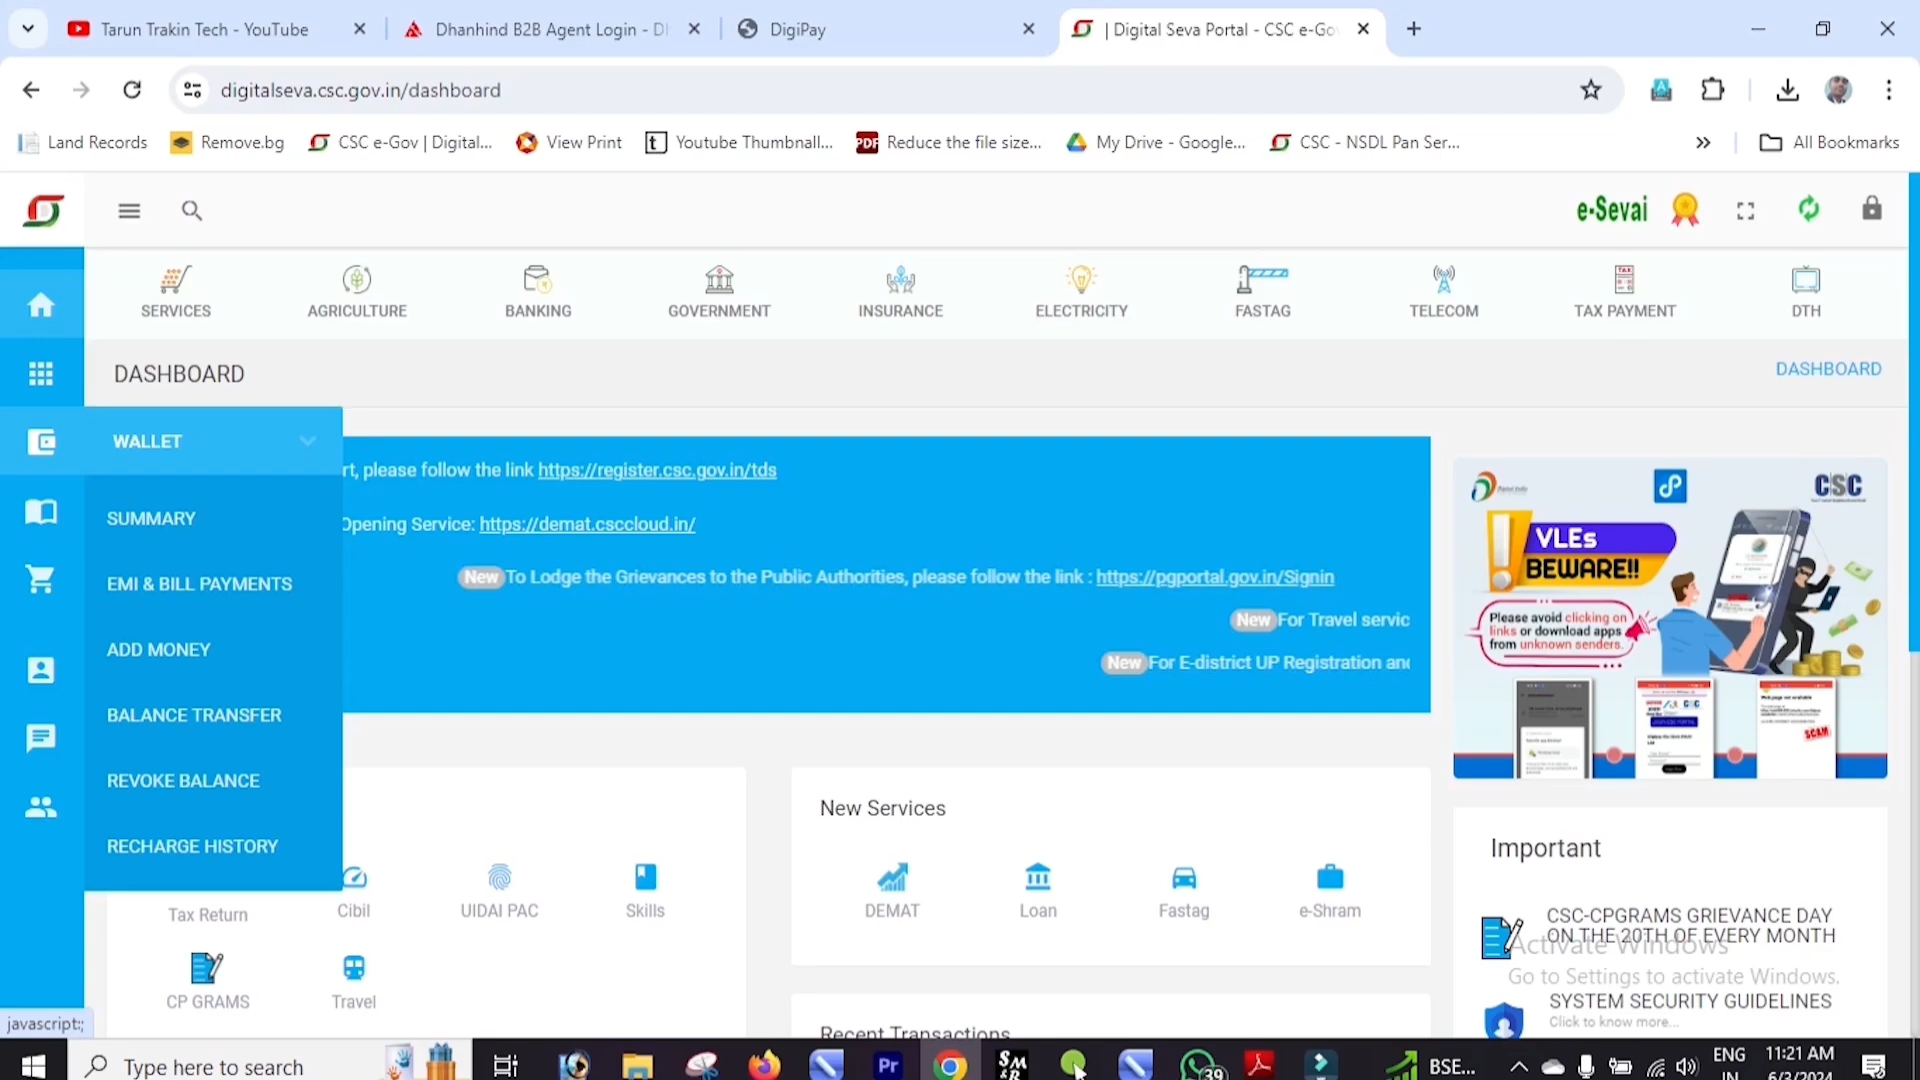 Tarun Trakin Tech - YouTube
Dhanhind B2B Agent Login - D
DigiPay
| Digital Seva Portal - CSC e-Go
digitalseva.csc.gov.in/dashboard
Land Records
Remove.bg
CSC e-Gov | Digital...
View Print
Youtube Thumbnall...
Reduce the file size...
My Drive - Google...
CSC - NSDL Pan Ser...
All Bookmarks
e-Sevai
SERVICES
AGRICULTURE
BANKING
GOVERNMENT
INSURANCE
ELECTRICITY
FASTAG
TELECOM
TAX PAYMENT
DTH
DASHBOARD
DASHBOARD
WALLET
SUMMARY
EMI & BILL PAYMENTS
ADD MONEY
BALANCE TRANSFER
REVOKE BALANCE
RECHARGE HISTORY
rt, please follow the link https://register.csc.gov.in/tds
Opening Service: https://demat.csccloud.in/
New To Lodge the Grievances to the Public Authorities, please follow the link : https://pgportal.gov.in/Signin
New For Travel servic
New For E-district UP Registration and
CSC
VLEs
BEWARE!!
Please avoid clicking on
links or download apps
from unknown senders.
SCAM
Tax Return
Cibil
UIDAI PAC
Skills
CP GRAMS
Travel
New Services
DEMAT
Loan
Fastag
e-Shram
Recent Transactions
Important
CSC-CPGRAMS GRIEVANCE DAY
ON THE 20TH OF EVERY MONTH
Activate Windows
Go to Settings to activate Windows.
SYSTEM SECURITY GUIDELINES
Click to know more...
javascript:;
Type here to search
Pr
39
BSE...
ENG
IN
11:21 AM
6/3/2024